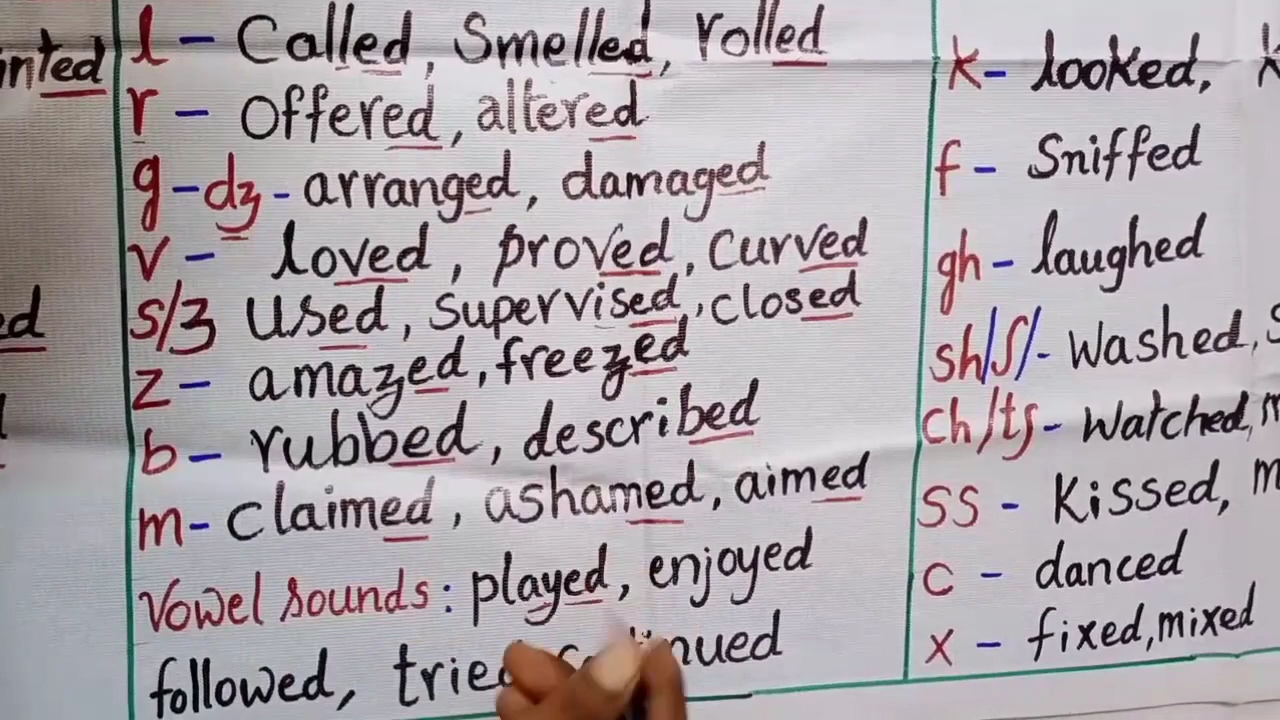 nted
ed
l - Called, Smelled, rolled
r - offered, altered
g - dʒ - arranged, damaged
v - loved, proved, curved
s/ʒ used, supervised, closed
z - amazed, freezed
b - rubbed, described
m - claimed, ashamed, aimed
Vowel sounds: played, enjoyed
followed,
k - looked,
f - Sniffed
gh - laughed
sh/ʃ/- washed,
ch/tʃ - watched,
SS - Kissed,
c - danced
x - fixed, mixed